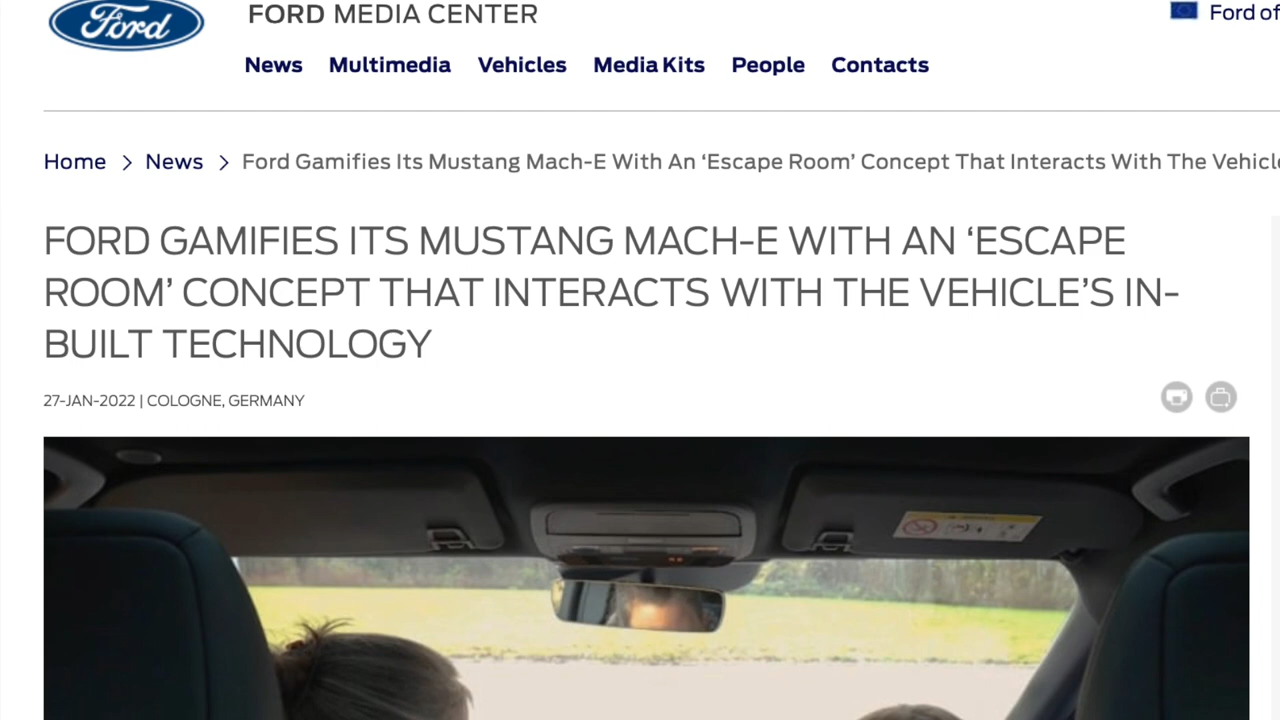 Ford
FORD MEDIA CENTER
Ford of
News Multimedia Vehicles Media Kits People Contacts
Home > News > Ford Gamifies Its Mustang Mach-E With An ‘Escape Room’ Concept That Interacts With The Vehicle
FORD GAMIFIES ITS MUSTANG MACH-E WITH AN ‘ESCAPE
ROOM’ CONCEPT THAT INTERACTS WITH THE VEHICLE’S IN-
BUILT TECHNOLOGY
27-JAN-2022 | COLOGNE, GERMANY